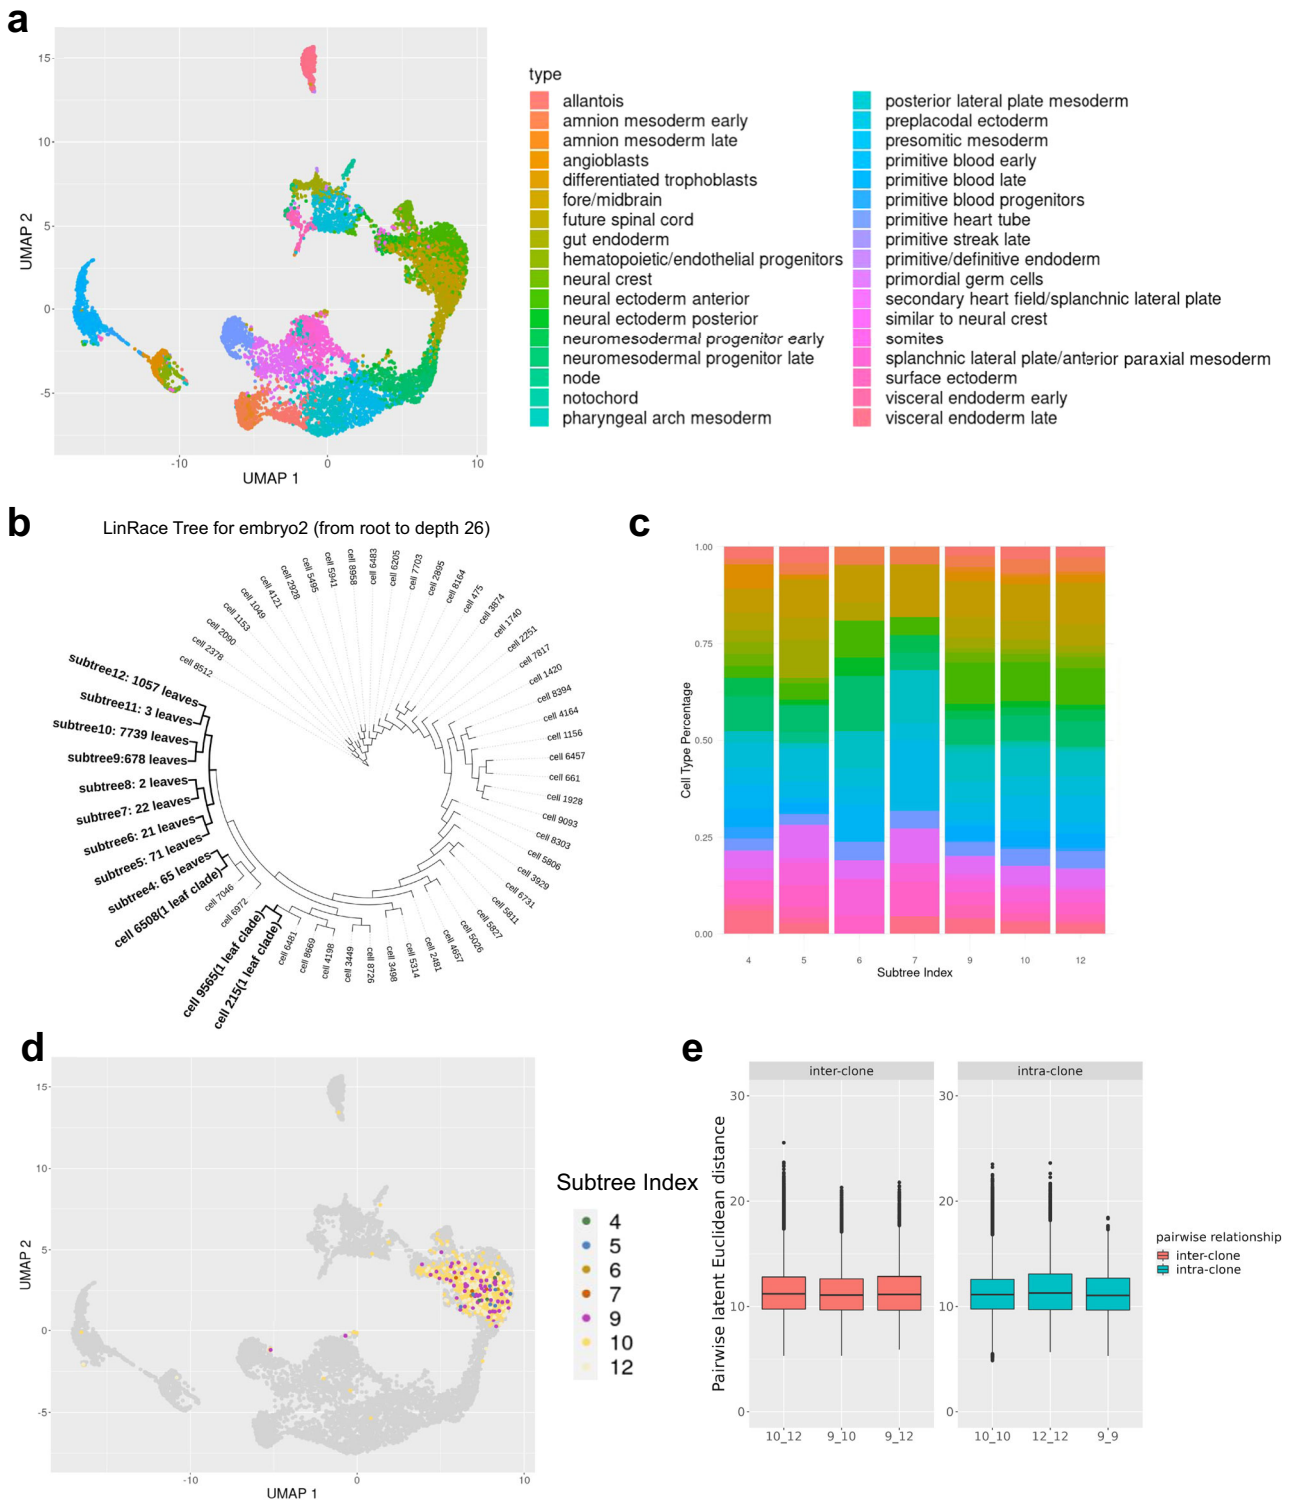 a
15
10
5
0
-5
-10
0
10
UMAP 2
UMAP 1
type
allantois
amnion mesoderm early
amnion mesoderm late
angioblasts
differentiated trophoblasts
fore/midbrain
future spinal cord
gut endoderm
hematopoietic/endothelial progenitors
neural crest
neural ectoderm anterior
neural ectoderm posterior
neuromesodermal progenitor early
neuromesodermal progenitor late
node
notochord
pharyngeal arch mesoderm
posterior lateral plate mesoderm
preplacodal ectoderm
presomitic mesoderm
primitive blood early
primitive blood late
primitive blood progenitors
primitive heart tube
primitive streak late
primitive/definitive endoderm
primordial germ cells
secondary heart field/splanchnic lateral plate
similar to neural crest
somites
splanchnic lateral plate/anterior paraxial mesoderm
surface ectoderm
visceral endoderm early
visceral endoderm late
b
LinRace Tree for embryo2 (from root to depth 26)
cell 8512
cell 2378
cell 2090
cell 1153
cell 1049
cell 4121
cell 2928
cell 5495
cell 5941
cell 8958
cell 6483
cell 6205
cell 7703
cell 2895
cell 8164
cell 475
cell 3874
cell 1740
cell 2251
cell 7817
cell 1420
cell 8394
cell 4164
cell 1156
cell 6457
cell 661
cell 1928
cell 9093
cell 8303
cell 5806
cell 3929
cell 6731
cell 5811
cell 5827
cell 5026
cell 4657
cell 2481
cell 5314
cell 3498
cell 8726
cell 3449
cell 4198
cell 8669
cell 6481
cell 215(1 leaf clade)
cell 9565(1 leaf clade)
cell 6972
cell 7046
cell 6508(1 leaf clade)
subtree4: 65 leaves
subtree5: 71 leaves
subtree6: 21 leaves
subtree7: 22 leaves
subtree8: 2 leaves
subtree9:678 leaves
subtree10: 7739 leaves
subtree11: 3 leaves
subtree12: 1057 leaves
c
1.00
0.75
0.50
0.25
0.00
Cell Type Percentage
4
5
6
7
9
10
12
Subtree Index
d
15
10
5
0
-5
-10
0
10
UMAP 2
UMAP 1
Subtree Index
4
5
6
7
9
10
12
e
inter-clone
intra-clone
30
20
10
0
30
20
10
0
Pairwise latent Euclidean distance
10_12
9_10
9_12
10_10
12_12
9_9
pairwise relationship
inter-clone
intra-clone